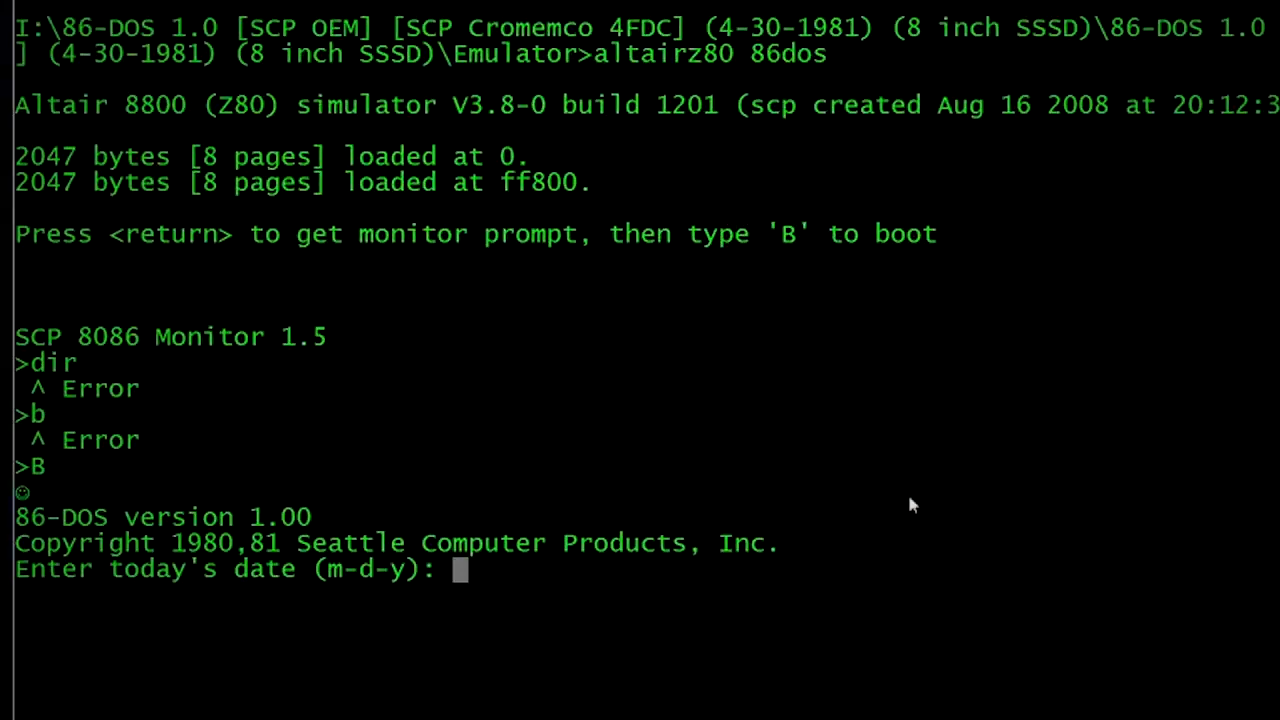 I:\86-DOS 1.0 [SCP OEM] [SCP Cromemco 4FDC] (4-30-1981) (8 inch SSSD)\86-DOS 1.0
] (4-30-1981) (8 inch SSSD)\Emulator>altairz80 86dos
Altair 8800 (Z80) simulator V3.8-0 build 1201 (scp created Aug 16 2008 at 20:12:3
2047 bytes [8 pages] loaded at 0.
2047 bytes [8 pages] loaded at ff800.
Press <return> to get monitor prompt, then type 'B' to boot
SCP 8086 Monitor 1.5
>dir
^ Error
>b
^ Error
>B
☺
86-DOS version 1.00
Copyright 1980,81 Seattle Computer Products, Inc.
Enter today's date (m-d-y):